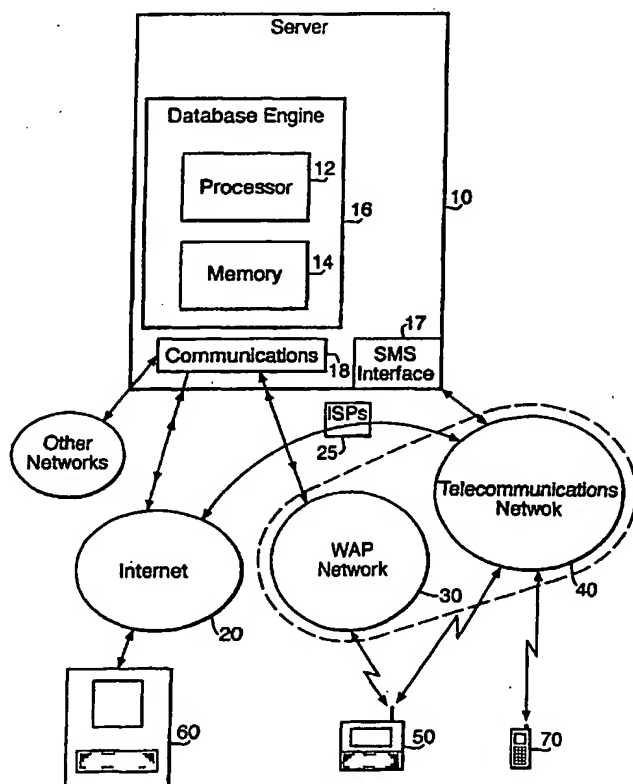 Server
Database Engine
Processor
12
16
10
Memory
14
17
Communications
18
SMS
Interface
ISPs
25
Other
Networks
Telecommunications
Netwok
Internet
WAP
Network
30
40
20
60
50
70